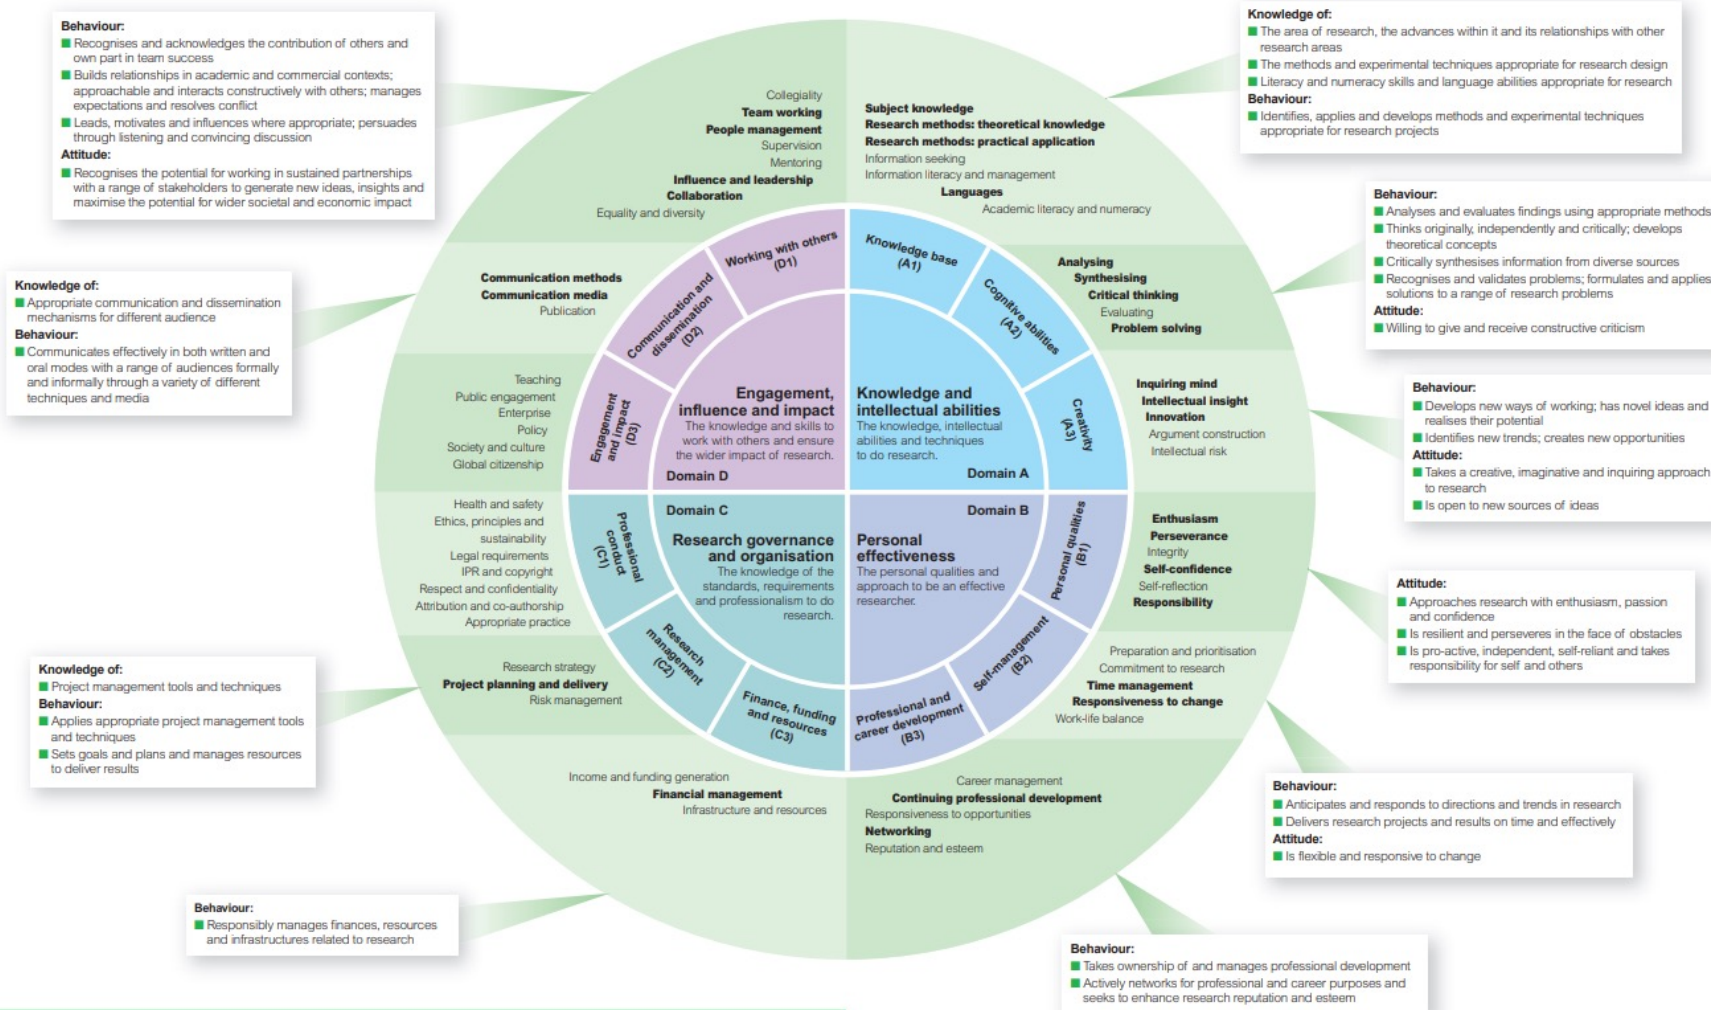 Behaviour:
Recognises and acknowledges the contribution of others and
own part in team success
Builds relationships in academic and commercial contexts;
approachable and interacts constructively with others; manages
expectations and resolves conflict
Leads, motivates and influences where appropriate; persuades
through listening and convincing discussion
Attitude:
Recognises the potential for working in sustained partnerships
with a range of stakeholders to generate new ideas, insights and
maximise the potential for wider societal and economic impact
Knowledge of:
Appropriate communication and dissemination
mechanisms for different audience
Behaviour:
Communicates effectively in both written and
oral modes with a range of audiences formally
and informally through a variety of different
techniques and media
Knowledge of:
Project management tools and techniques
Behaviour:
Applies appropriate project management tools
and techniques
Sets goals and plans and manages resources
to deliver results
Behaviour:
Responsibly manages finances, resources
and infrastructures related to research
Collegiality
Team working
People management
Supervision
Mentoring
Influence and leadership
Collaboration
Equality and diversity
Communication methods
Communication media
Publication
Teaching
Public engagement
Enterprise
Policy
Society and culture
Global citizenship
Health and safety
Ethics, principles and
sustainability
Legal requirements
IPR and copyright
Respect and confidentiality
Attribution and co-authorship
Appropriate practice
Research strategy
Project planning and delivery
Risk management
Income and funding generation
Financial management
Infrastructure and resources
Working with others
(D1)
Communication and
dissemination
(D2)
Engagement
and impact
(D3)
Engagement,
influence and impact
The knowledge and skills to
work with others and ensure
the wider impact of research.
Domain D
Domain C
Research governance
and organisation
The knowledge of the
standards, requirements
and professionalism to do
research.
Professional
conduct
(C1)
Research
management
(C2)
Finance, funding
and resources
(C3)
Knowledge base
(A1)
Cognitive abilities
(A2)
Creativity
(A3)
Knowledge and
intellectual abilities
The knowledge, intellectual
abilities and techniques
to do research.
Domain A
Domain B
Personal
effectiveness
The personal qualities and
approach to be an effective
researcher.
Personal qualities
(B1)
Self-management
(B2)
Professional and
career development
(B3)
Subject knowledge
Research methods: theoretical knowledge
Research methods: practical application
Information seeking
Information literacy and management
Languages
Academic literacy and numeracy
Analysing
Synthesising
Critical thinking
Evaluating
Problem solving
Inquiring mind
Intellectual insight
Innovation
Argument construction
Intellectual risk
Enthusiasm
Perseverance
Integrity
Self-confidence
Self-reflection
Responsibility
Preparation and prioritisation
Commitment to research
Time management
Responsiveness to change
Work-life balance
Career management
Continuing professional development
Responsiveness to opportunities
Networking
Reputation and esteem
Knowledge of:
The area of research, the advances within it and its relationships with other
research areas
The methods and experimental techniques appropriate for research design
Literacy and numeracy skills and language abilities appropriate for research
Behaviour:
Identifies, applies and develops methods and experimental techniques
appropriate for research projects
Behaviour:
Analyses and evaluates findings using appropriate methods
Thinks originally, independently and critically; develops
theoretical concepts
Critically synthesises information from diverse sources
Recognises and validates problems; formulates and applies
solutions to a range of research problems
Attitude:
Willing to give and receive constructive criticism
Behaviour:
Develops new ways of working; has novel ideas and
realises their potential
Identifies new trends; creates new opportunities
Attitude:
Takes a creative, imaginative and inquiring approach
to research
Is open to new sources of ideas
Attitude:
Approaches research with enthusiasm, passion
and confidence
Is resilient and perseveres in the face of obstacles
Is pro-active, independent, self-reliant and takes
responsibility for self and others
Behaviour:
Anticipates and responds to directions and trends in research
Delivers research projects and results on time and effectively
Attitude:
Is flexible and responsive to change
Behaviour:
Takes ownership of and manages professional development
Actively networks for professional and career purposes and
seeks to enhance research reputation and esteem